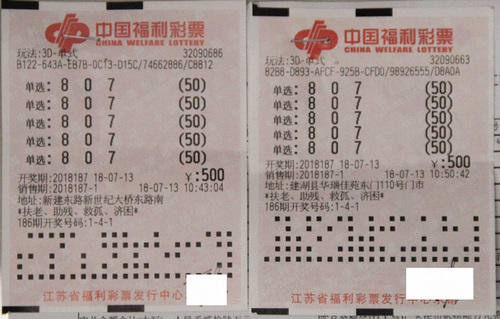 中国福利彩票
CHINA WELFARE LOTTERY
玩法:3D-单式 32090686
B122-643A-EB7B-0C13-D15C/74662886/C8B12
单选: 8 0 7 (50)
单选: 8 0 7 (50)
单选: 8 0 7 (50)
单选: 8 0 7 (50)
单选: 8 0 7 (50)
开奖期:2018187 18-07-13 ¥:500
销售期:2018187-1 18-07-13 10:43:04
地址:新建东路新世纪大桥东路南
*扶老、助残、救孤、济困*
186期开奖号码:1-4-1
江苏省福利彩票发行中心
中国福利彩票
CHINA WELFARE LOTTERY
玩法:3D-单式 32090663
82B8-D893-AFCF-925B-CFD0/98926555/D8A0A
单选: 8 0 7 (50)
单选: 8 0 7 (50)
单选: 8 0 7 (50)
单选: 8 0 7 (50)
单选: 8 0 7 (50)
开奖期:2018187 18-07-13 ¥:500
销售期:2018187-1 18-07-13 10:50:42
地址:建湖县华瑞佳苑东门110号门市
*扶老、助残、救孤、济困*
186期开奖号码:1-4-1
江苏省福利彩票发行中心